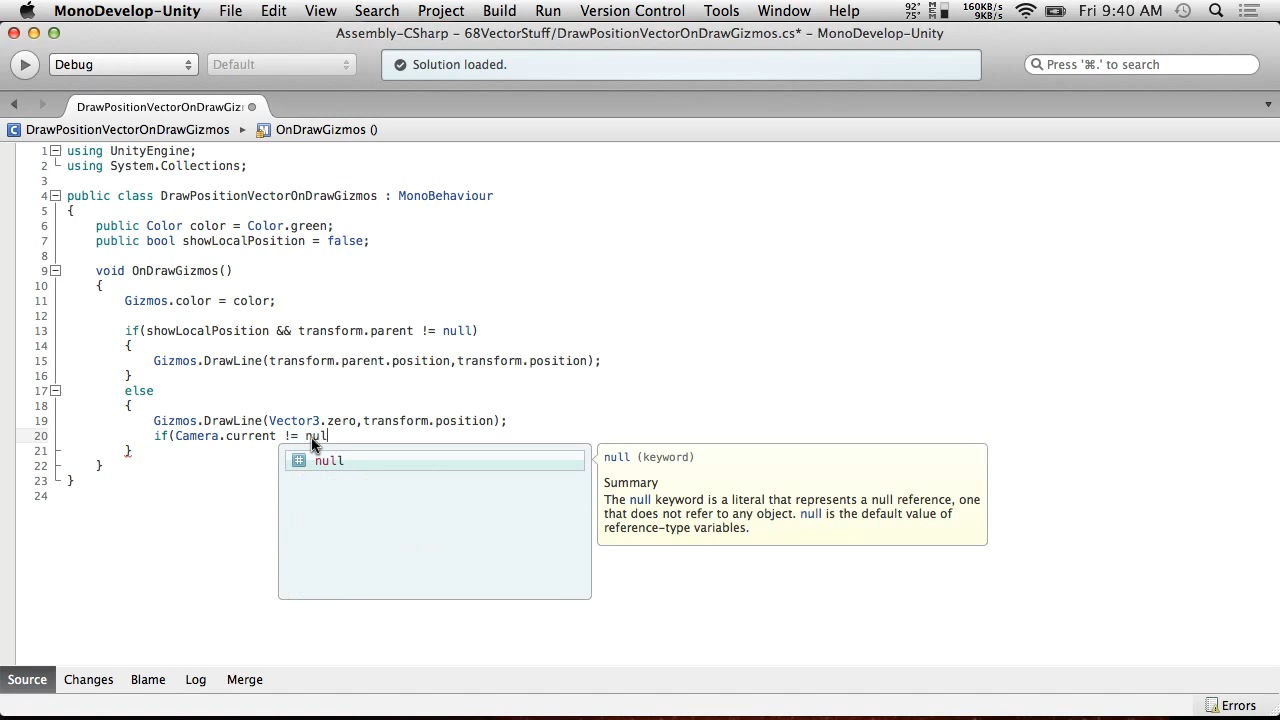 MonoDevelop-Unity File Edit View Search Project Build Run Version Control Tools Window Help 92° 75° M E M 160KB/s 9KB/s Fri 9:40 AM
Assembly-CSharp - 68VectorStuff/DrawPositionVectorOnDrawGizmos.cs* - MonoDevelop-Unity
Debug Default Solution loaded. Press '⌘.' to search
DrawPositionVectorOnDrawGiz
DrawPositionVectorOnDrawGizmos ▸ OnDrawGizmos ()
1 using UnityEngine;
2 using System.Collections;
3
4 public class DrawPositionVectorOnDrawGizmos : MonoBehaviour
5 {
6 public Color color = Color.green;
7 public bool showLocalPosition = false;
8
9 void OnDrawGizmos()
10 {
11 Gizmos.color = color;
12
13 if(showLocalPosition && transform.parent != null)
14 {
15 Gizmos.DrawLine(transform.parent.position,transform.position);
16 }
17 else
18 {
19 Gizmos.DrawLine(Vector3.zero,transform.position);
20 if(Camera.current != nul
21 }
22 }
23 }
24
null
null (keyword)
Summary
The null keyword is a literal that represents a null reference, one
that does not refer to any object. null is the default value of
reference-type variables.
Source Changes Blame Log Merge
Errors